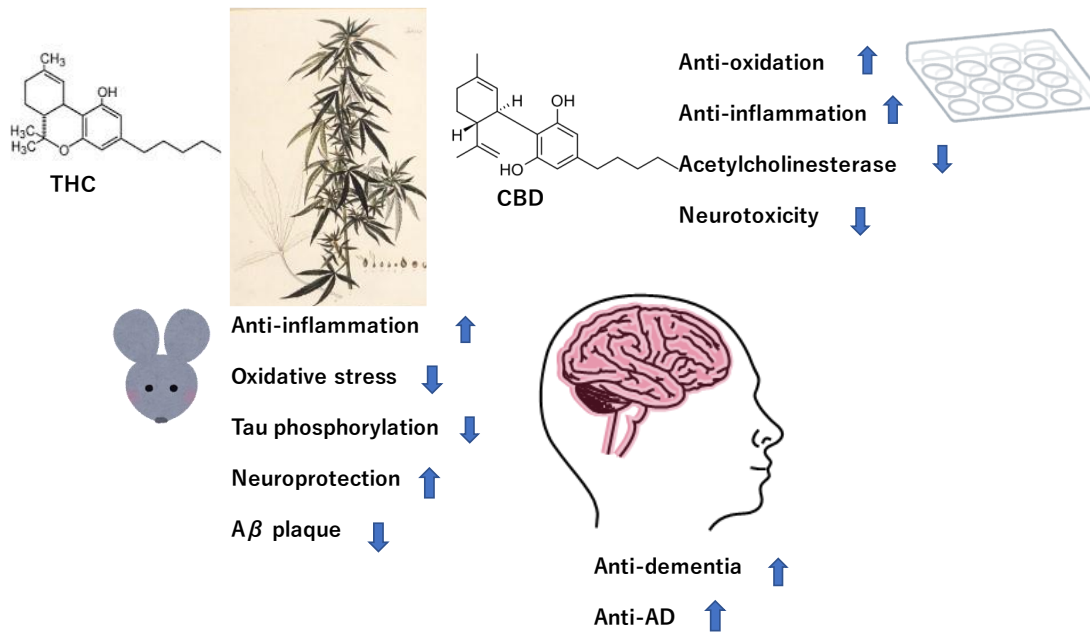 CH₃
OH
H₃C
H₃C
O
THC
H
OH
H
HO
CBD
Anti-oxidation
Anti-inflammation
Acetylcholinesterase
Neurotoxicity
Anti-inflammation
Oxidative stress
Tau phosphorylation
Neuroprotection
Aβ plaque
Anti-dementia
Anti-AD